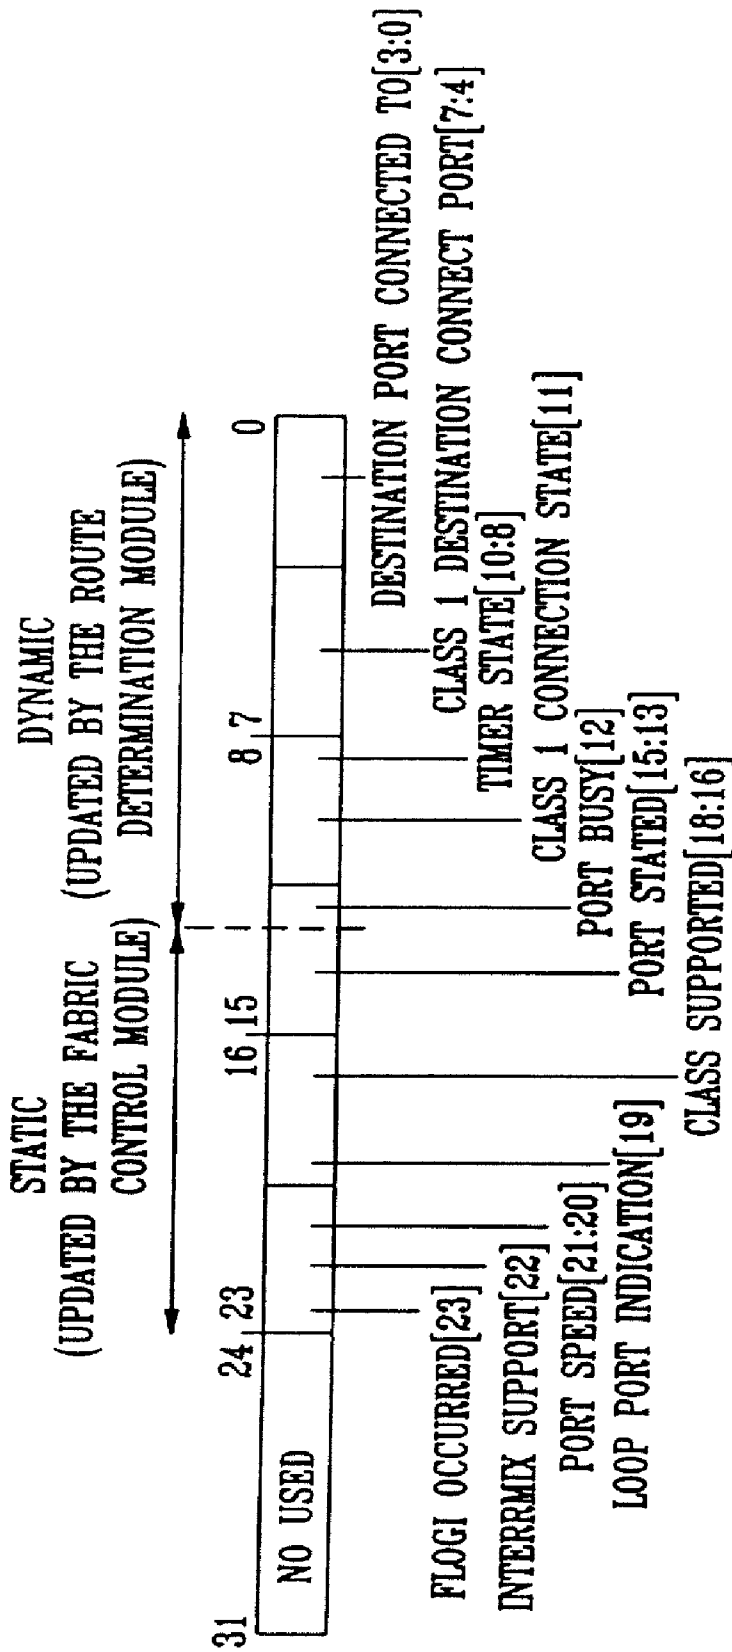 STATIC
(UPDATED BY THE FABRIC
CONTROL MODULE)
DYNAMIC
(UPDATED BY THE ROUTE
DETERMINATION MODULE)
31
24
23
16
15
8
7
0
NO USED
FLOGI OCCURRED[23]
INTERRMIX SUPPORT[22]
PORT SPEED[21:20]
LOOP PORT INDICATION[19]
CLASS SUPPORTED[18:16]
PORT STATED[15:13]
PORT BUSY[12]
CLASS 1 CONNECTION STATE[11]
TIMER STATE[10:8]
CLASS 1 DESTINATION CONNECT PORT[7:4]
DESTINATION PORT CONNECTED TO[3:0]